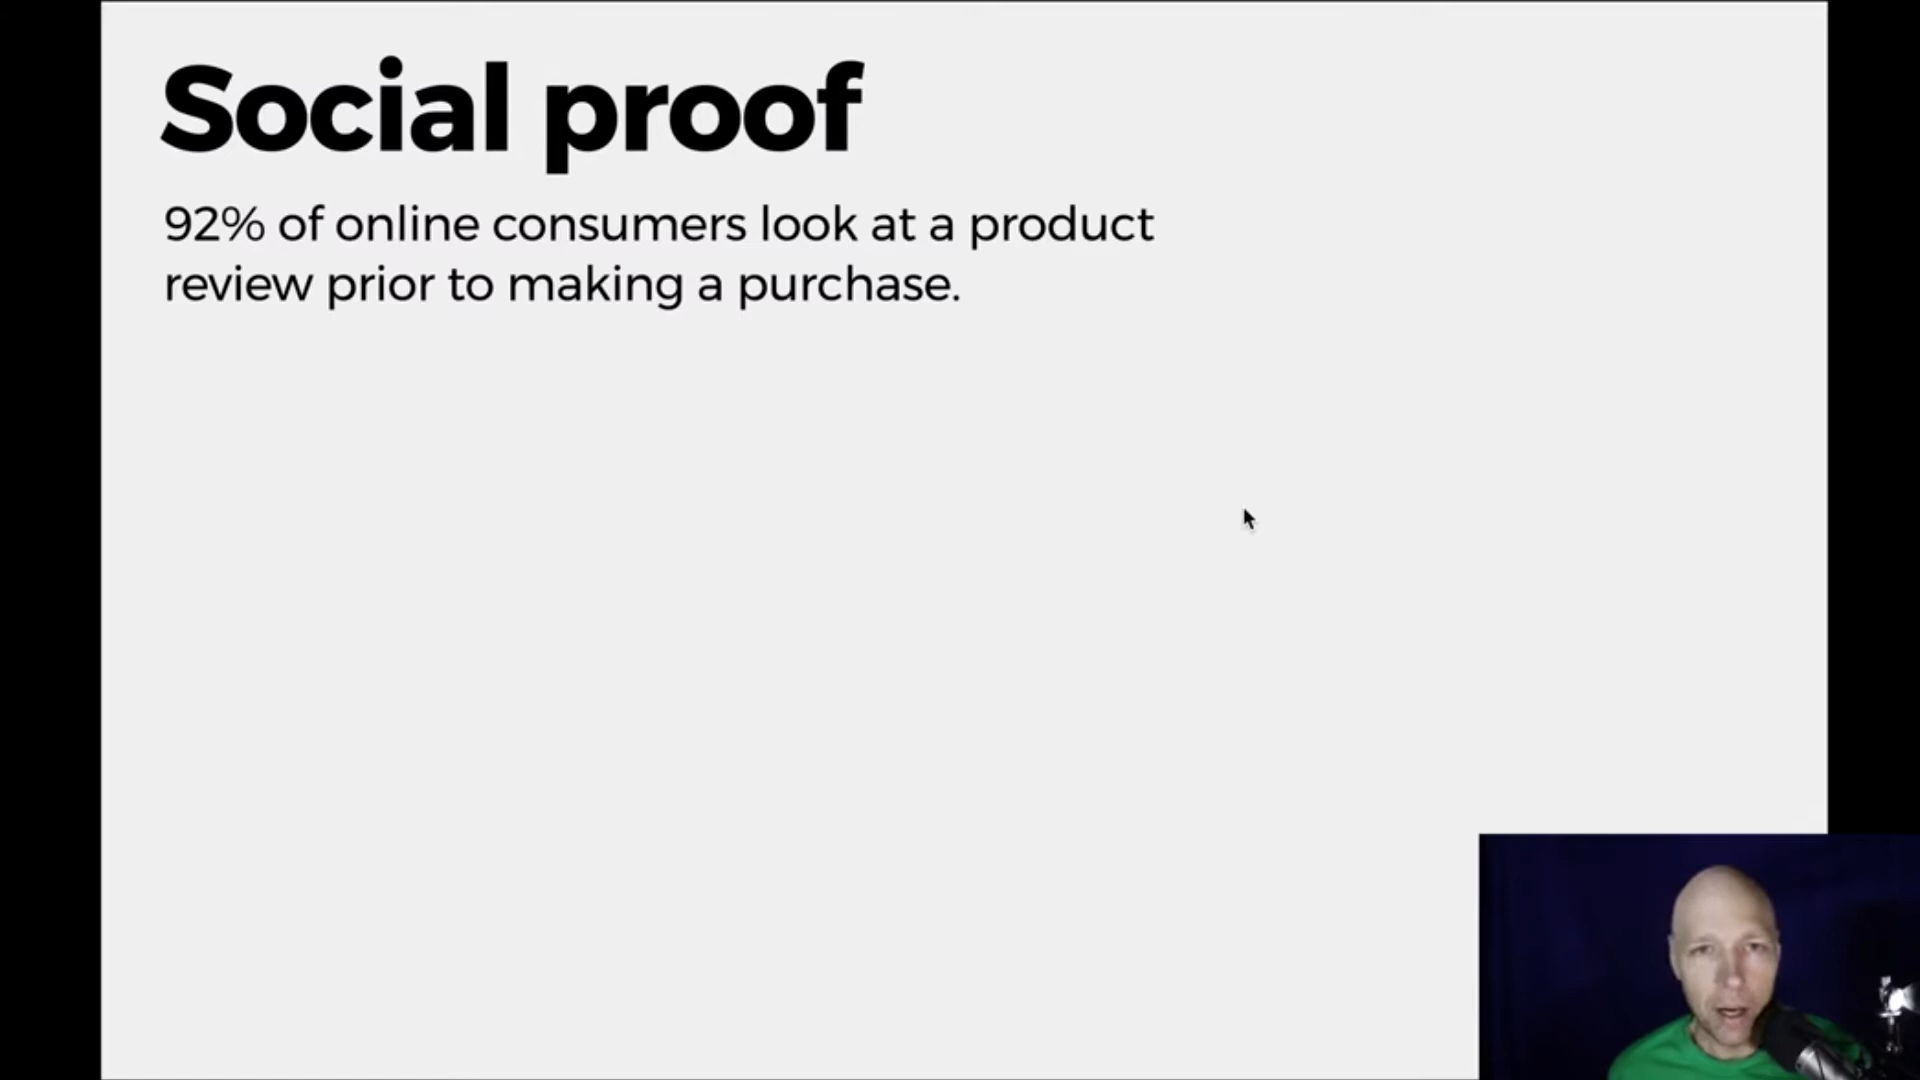 Social proof
92% of online consumers look at a product
review prior to making a purchase.